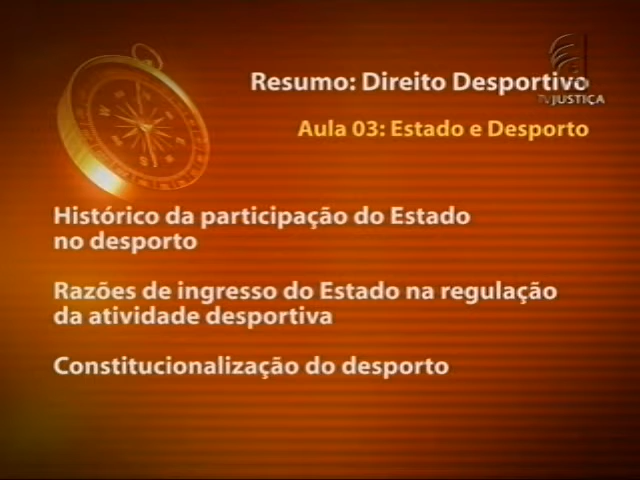 Resumo: Direito Desportivo
TVJUSTIÇA
Aula 03: Estado e Desporto
Histórico da participação do Estado
no desporto
Razões de ingresso do Estado na regulação
da atividade desportiva
Constitucionalização do desporto